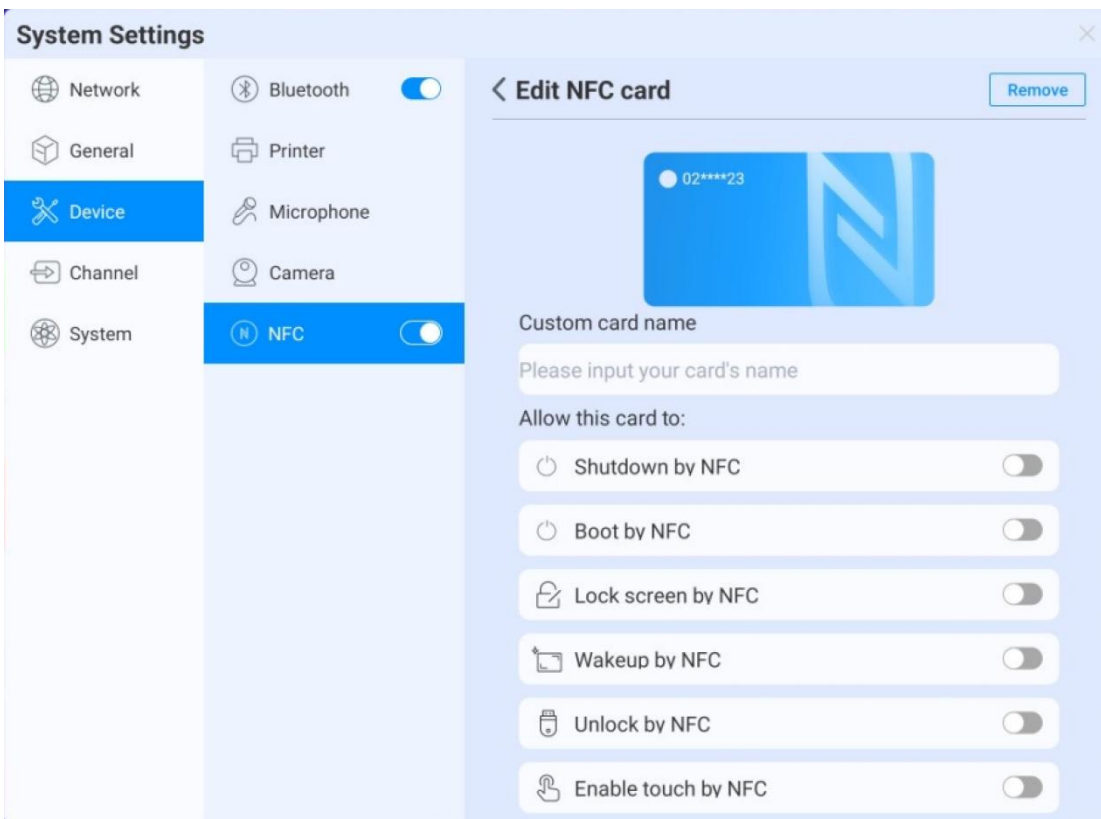 System Settings
Network
General
Device
Channel
System
Bluetooth
Printer
Microphone
Camera
NFC
Edit NFC card
Remove
02****23
Custom card name
Please input your card's name
Allow this card to:
Shutdown by NFC
Boot by NFC
Lock screen by NFC
Wakeup by NFC
Unlock by NFC
Enable touch by NFC